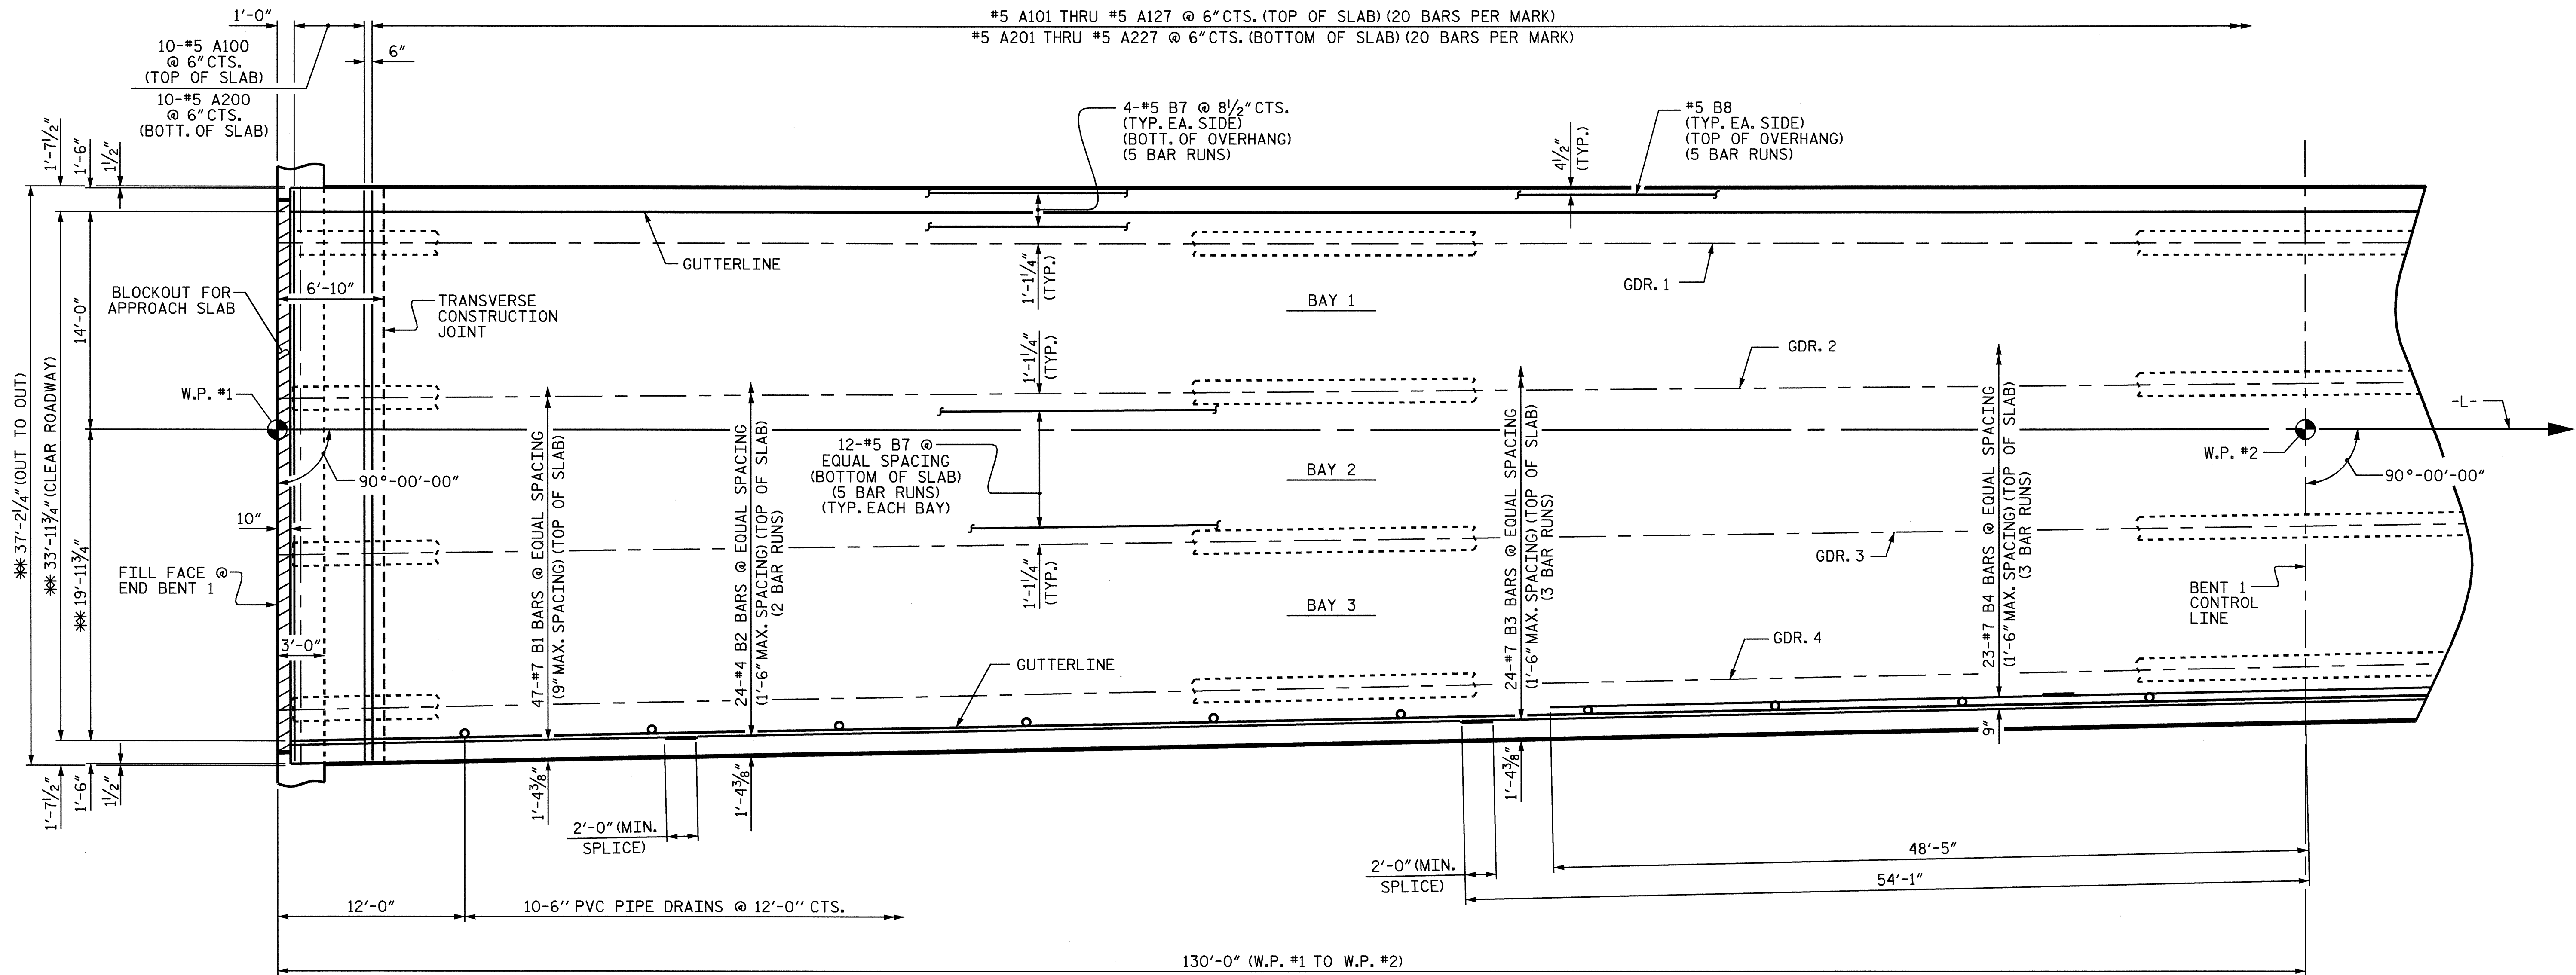 #5 A101 THRU #5 A127 @ 6" CTS. (TOP OF SLAB) (20 BARS PER MARK)
#5 A201 THRU #5 A227 @ 6" CTS. (BOTTOM OF SLAB) (20 BARS PER MARK)
1'-0"
10-#5 A100
@ 6" CTS.
(TOP OF SLAB)
10-#5 A200
@ 6" CTS.
(BOTT. OF SLAB)
6"
4-#5 B7 @ 8½" CTS.
(TYP. EA. SIDE)
(BOTT. OF OVERHANG)
(5 BAR RUNS)
4½"
(TYP.)
#5 B8
(TYP. EA. SIDE)
(TOP OF OVERHANG)
(5 BAR RUNS)
1'-7½"
1'-6"
1½"
GUTTERLINE
1'-1¼"
(TYP.)
GDR. 1
BLOCKOUT FOR
APPROACH SLAB
6'-10"
TRANSVERSE
CONSTRUCTION
JOINT
BAY 1
14'-0"
1'-1¼"
(TYP.)
GDR. 2
W.P. #1
-L-
※※ 37'-2¼" (OUT TO OUT)
※※ 33'-11¾" (CLEAR ROADWAY)
※※ 19'-11¾"
90°-00'-00"
10"
47-#7 B1 BARS @ EQUAL SPACING
(9" MAX. SPACING) (TOP OF SLAB)
24-#4 B2 BARS @ EQUAL SPACING
(1'-6" MAX. SPACING) (TOP OF SLAB)
(2 BAR RUNS)
12-#5 B7 @
EQUAL SPACING
(BOTTOM OF SLAB)
(5 BAR RUNS)
(TYP. EACH BAY)
BAY 2
24-#7 B3 BARS @ EQUAL SPACING
(1'-6" MAX. SPACING) (TOP OF SLAB)
(3 BAR RUNS)
23-#7 B4 BARS @ EQUAL SPACING
(1'-6" MAX. SPACING) (TOP OF SLAB)
(3 BAR RUNS)
W.P. #2
90°-00'-00"
FILL FACE @
END BENT 1
1'-1¼"
(TYP.)
GDR. 3
BAY 3
BENT 1
CONTROL
LINE
3'-0"
GUTTERLINE
GDR. 4
9"
1'-7½"
1'-6"
1½"
1'-4⅜"
1'-4⅜"
1'-4⅜"
2'-0" (MIN.
SPLICE)
2'-0" (MIN.
SPLICE)
48'-5"
54'-1"
12'-0"
10-6" PVC PIPE DRAINS @ 12'-0" CTS.
130'-0" (W.P. #1 TO W.P. #2)